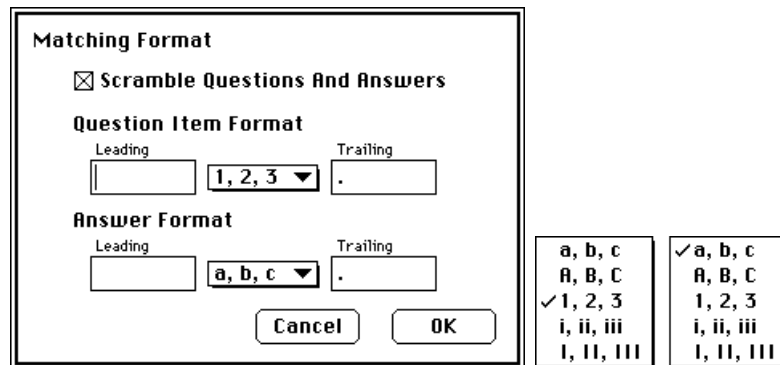 Matching Format
Scramble Questions And Answers
Question Item Format
Leading Trailing
1, 2, 3 .
Answer Format
Leading Trailing
a, b, c .
Cancel OK
a, b, c
A, B, C
✓1, 2, 3
i, ii, iii
I, II, III
✓a, b, c
A, B, C
1, 2, 3
i, ii, iii
I, II, III